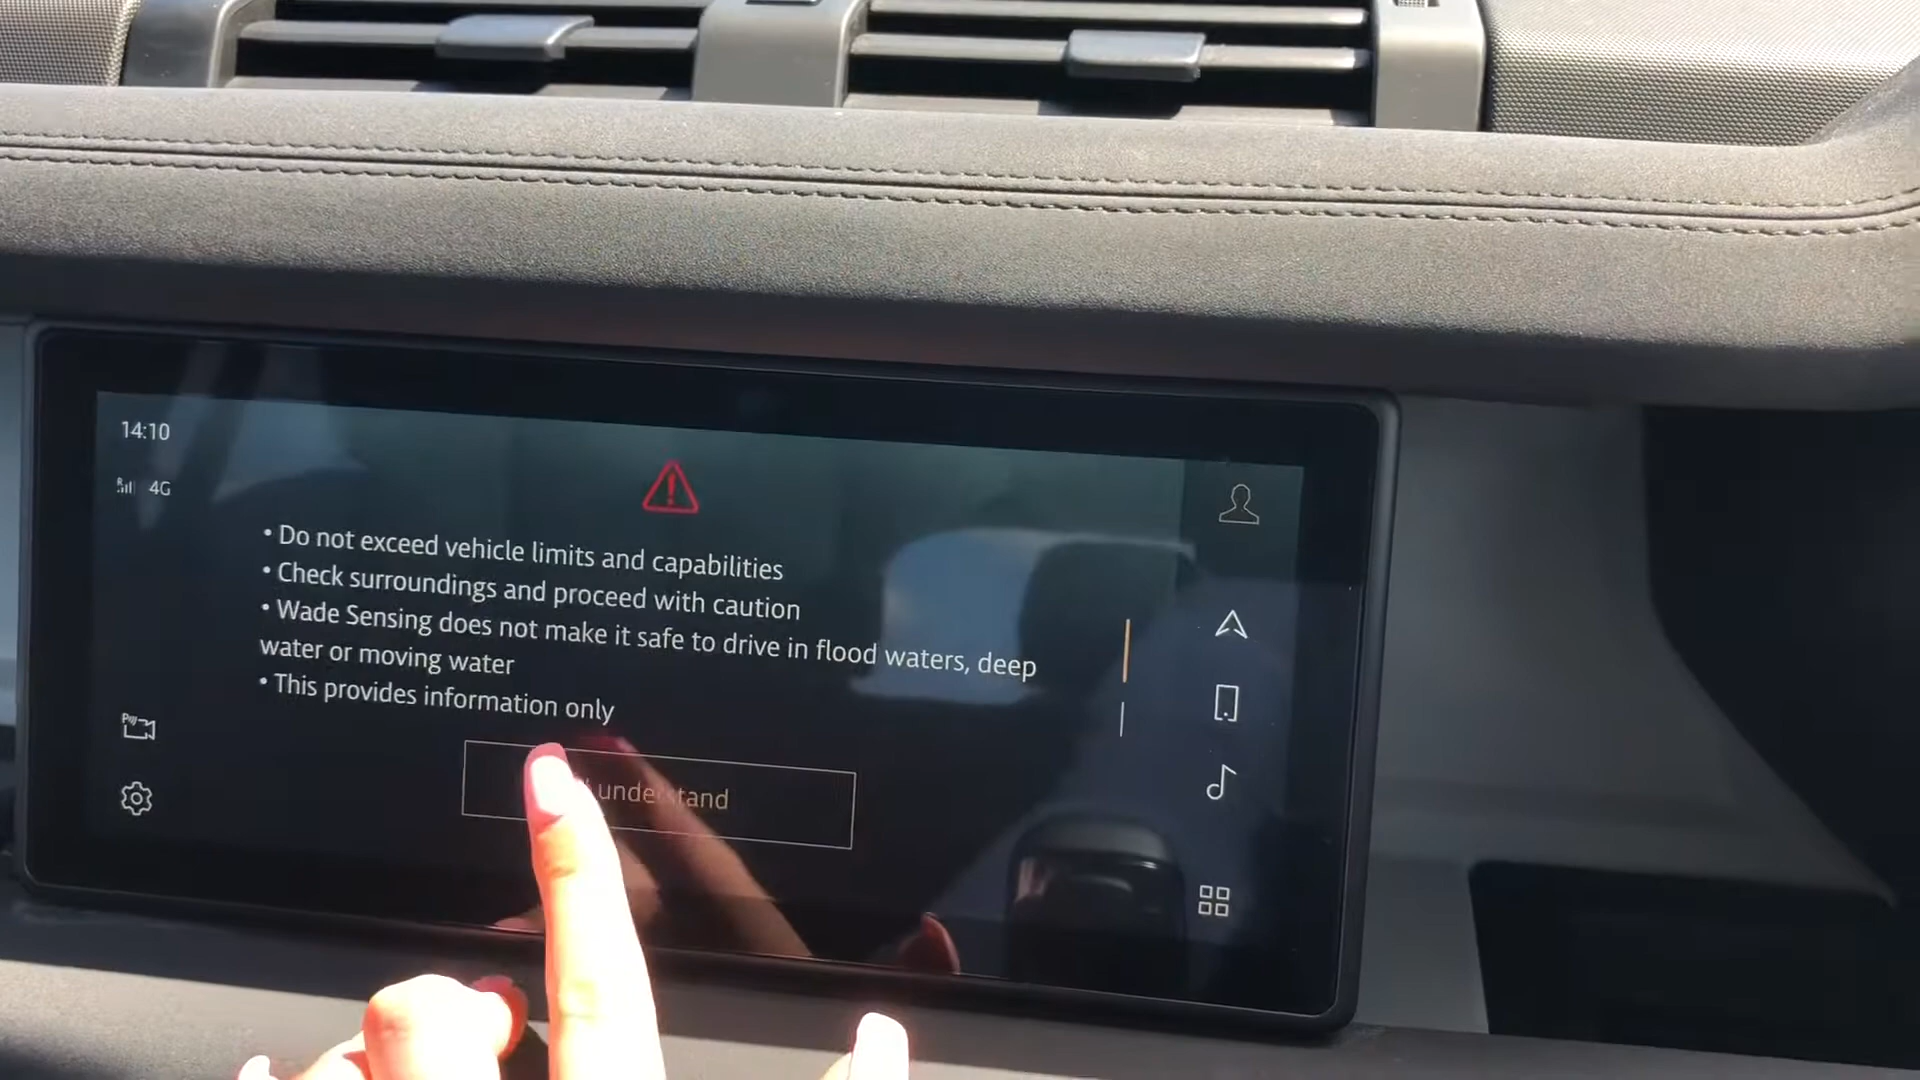 14:10
4G
• Do not exceed vehicle limits and capabilities
• Check surroundings and proceed with caution
• Wade Sensing does not make it safe to drive in flood waters, deep
water or moving water
• This provides information only
understand